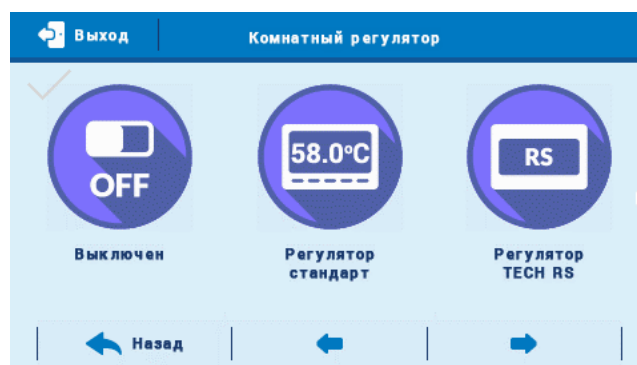 Выход
Комнатный регулятор
OFF
58.0°C
RS
Выключен
Регулятор
стандарт
Регулятор
TECH RS
Назад